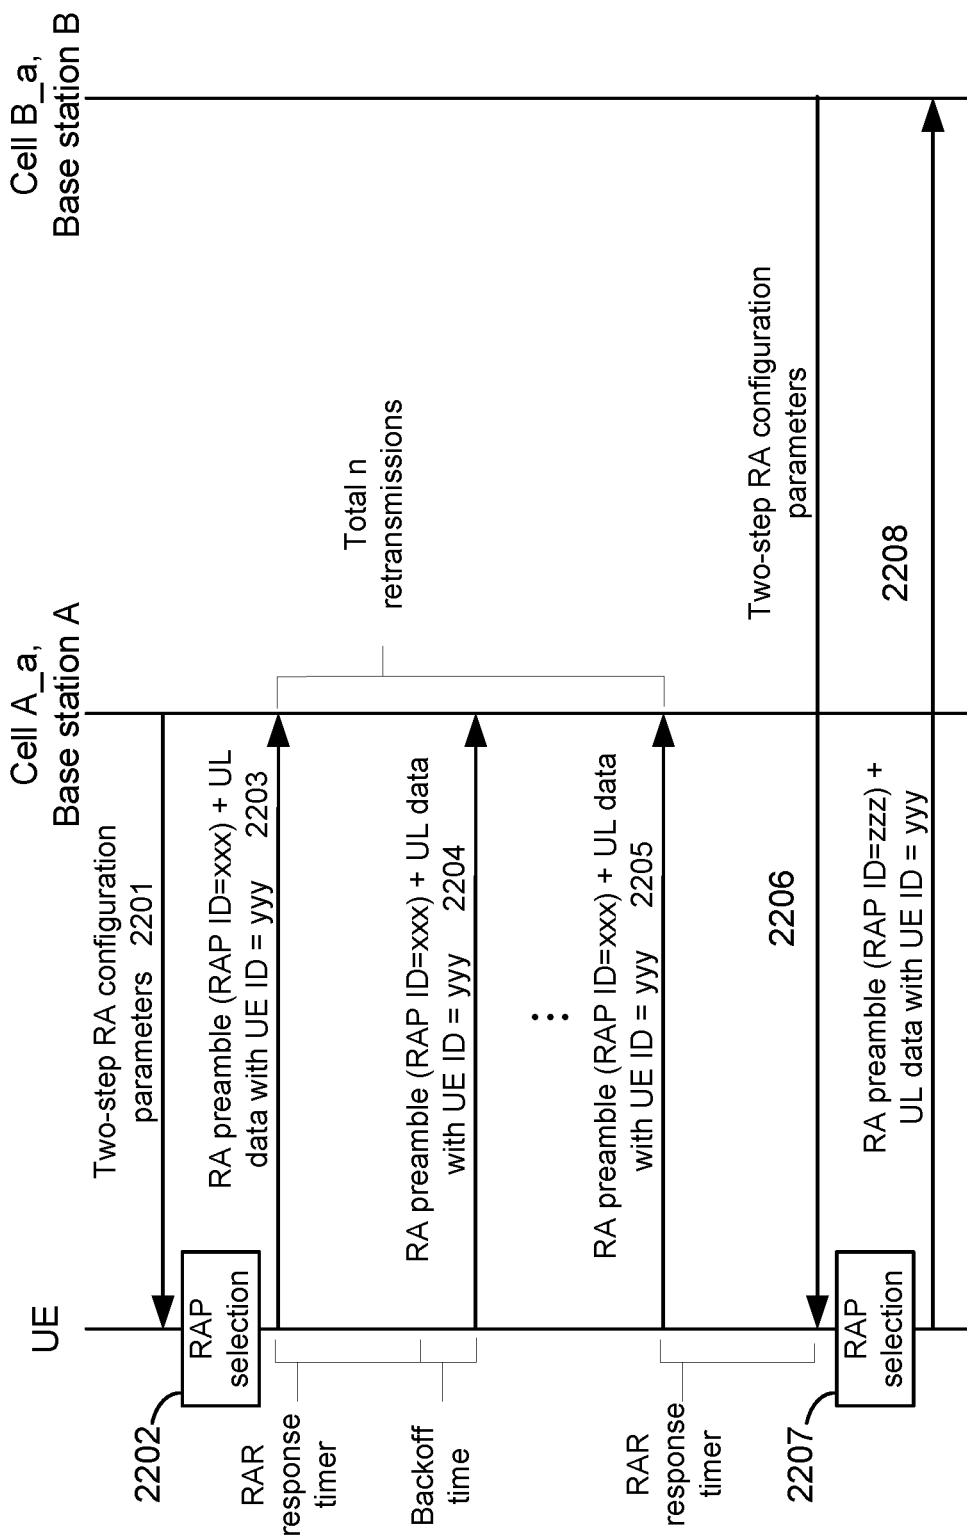 UE
Cell A_a,
Base station A
Cell B_a,
Base station B
Two-step RA configuration
parameters 2201
2202
RAP
selection
RA preamble (RAP ID=xxx) + UL
data with UE ID = yyy 2203
RAR
response
timer
Total n
retransmissions
RA preamble (RAP ID=xxx) + UL data
with UE ID = yyy 2204
Backoff
time
RA preamble (RAP ID=xxx) + UL data
with UE ID = yyy 2205
RAR
response
timer
Two-step RA configuration
parameters
2206
2207
RAP
selection
RA preamble (RAP ID=zzz) +
UL data with UE ID = yyy
2208